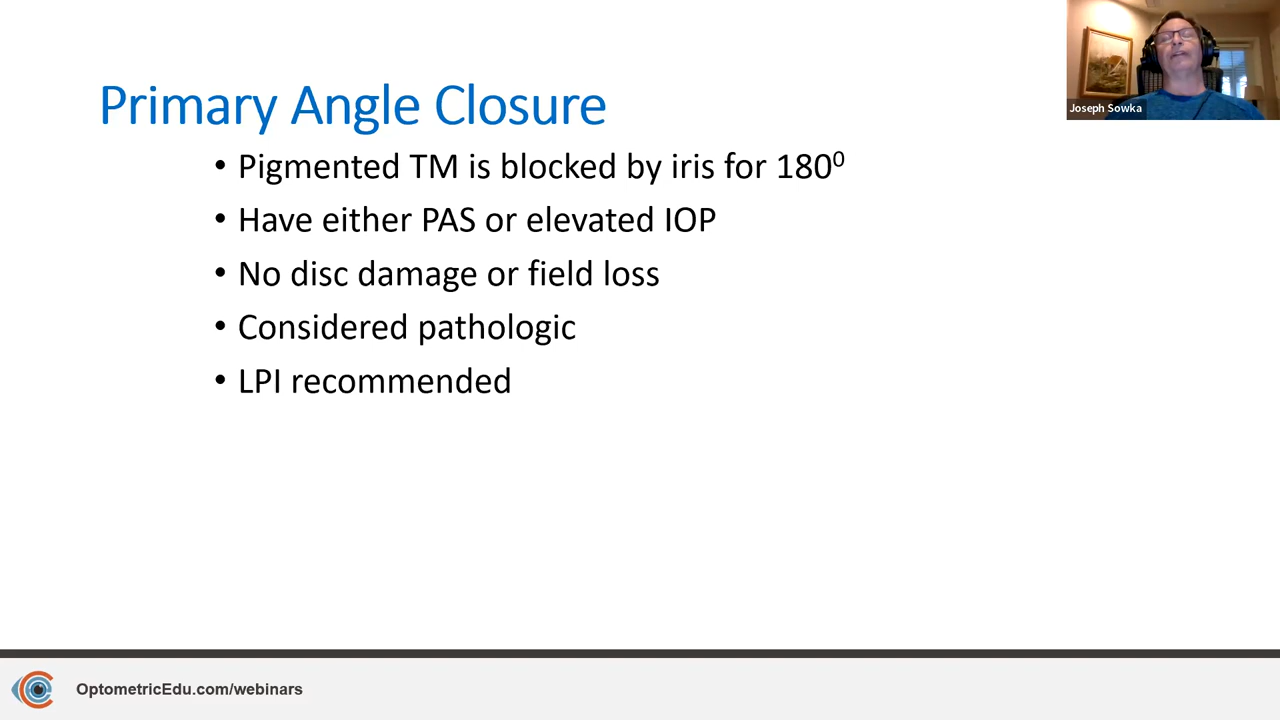 Joseph Sowka
Primary Angle Closure
• Pigmented TM is blocked by iris for 180⁰
• Have either PAS or elevated IOP
• No disc damage or field loss
• Considered pathologic
• LPI recommended
OptometricEdu.com/webinars